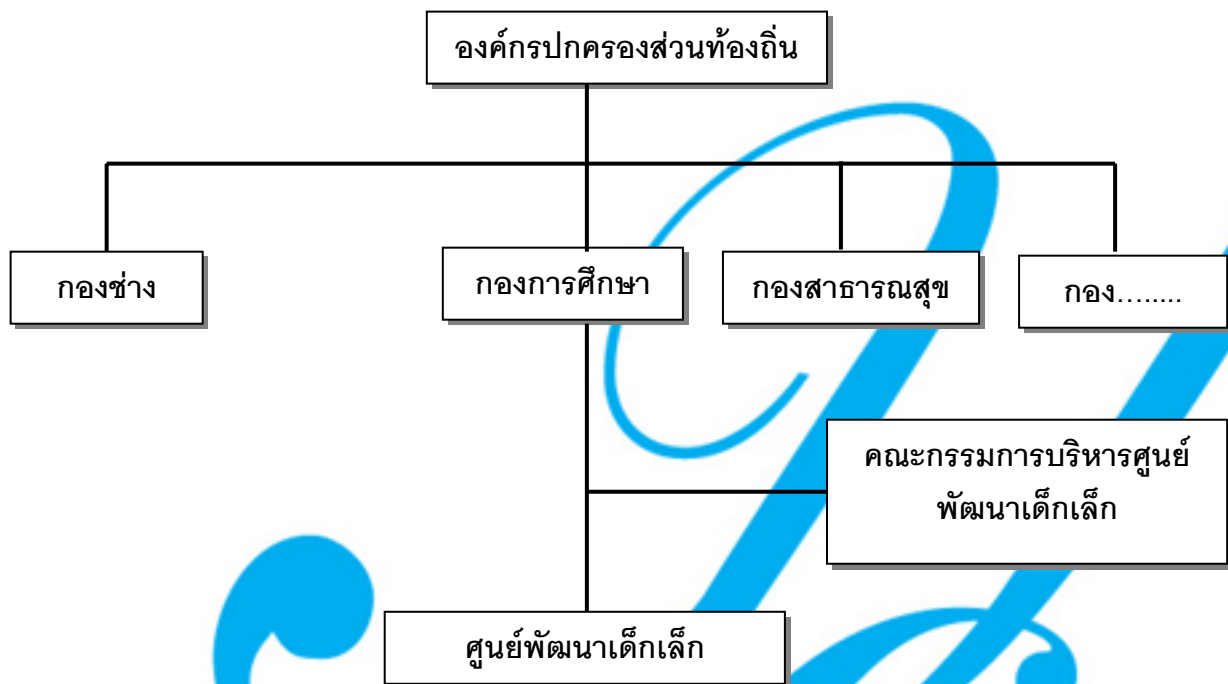 องค์กรปกครองส่วนท้องถิ่น
กองช่าง
กองการศึกษา
กองสาธารณสุข
กอง........
คณะกรรมการบริหารศูนย์
พัฒนาเด็กเล็ก
ศูนย์พัฒนาเด็กเล็ก